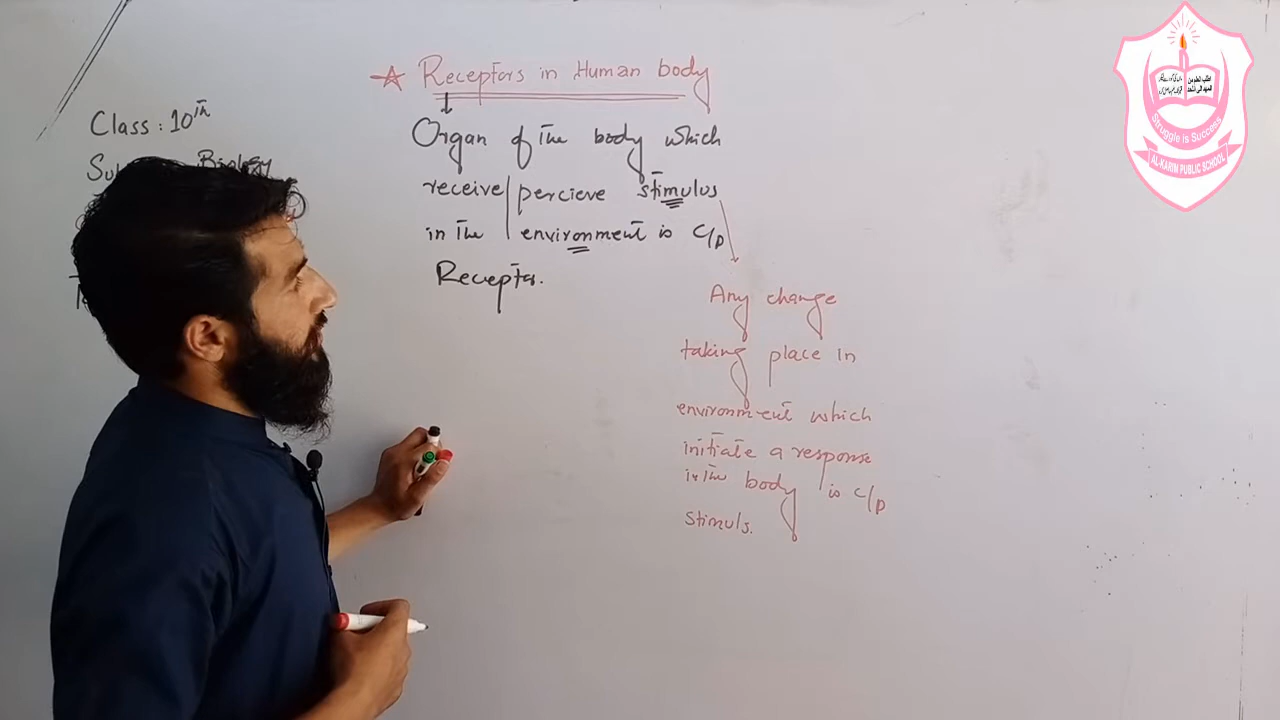 Receptors in Human body
Class: 10th
Biology
Organ of the body which
receive/percieve stimulus
in the environment is C/D
Receptor.
Any change
taking place in
environment which
initiate a response
in the body is C/D
Stimuls.
Struggle is Success
AL-KARIM PUBLIC SCHOOL